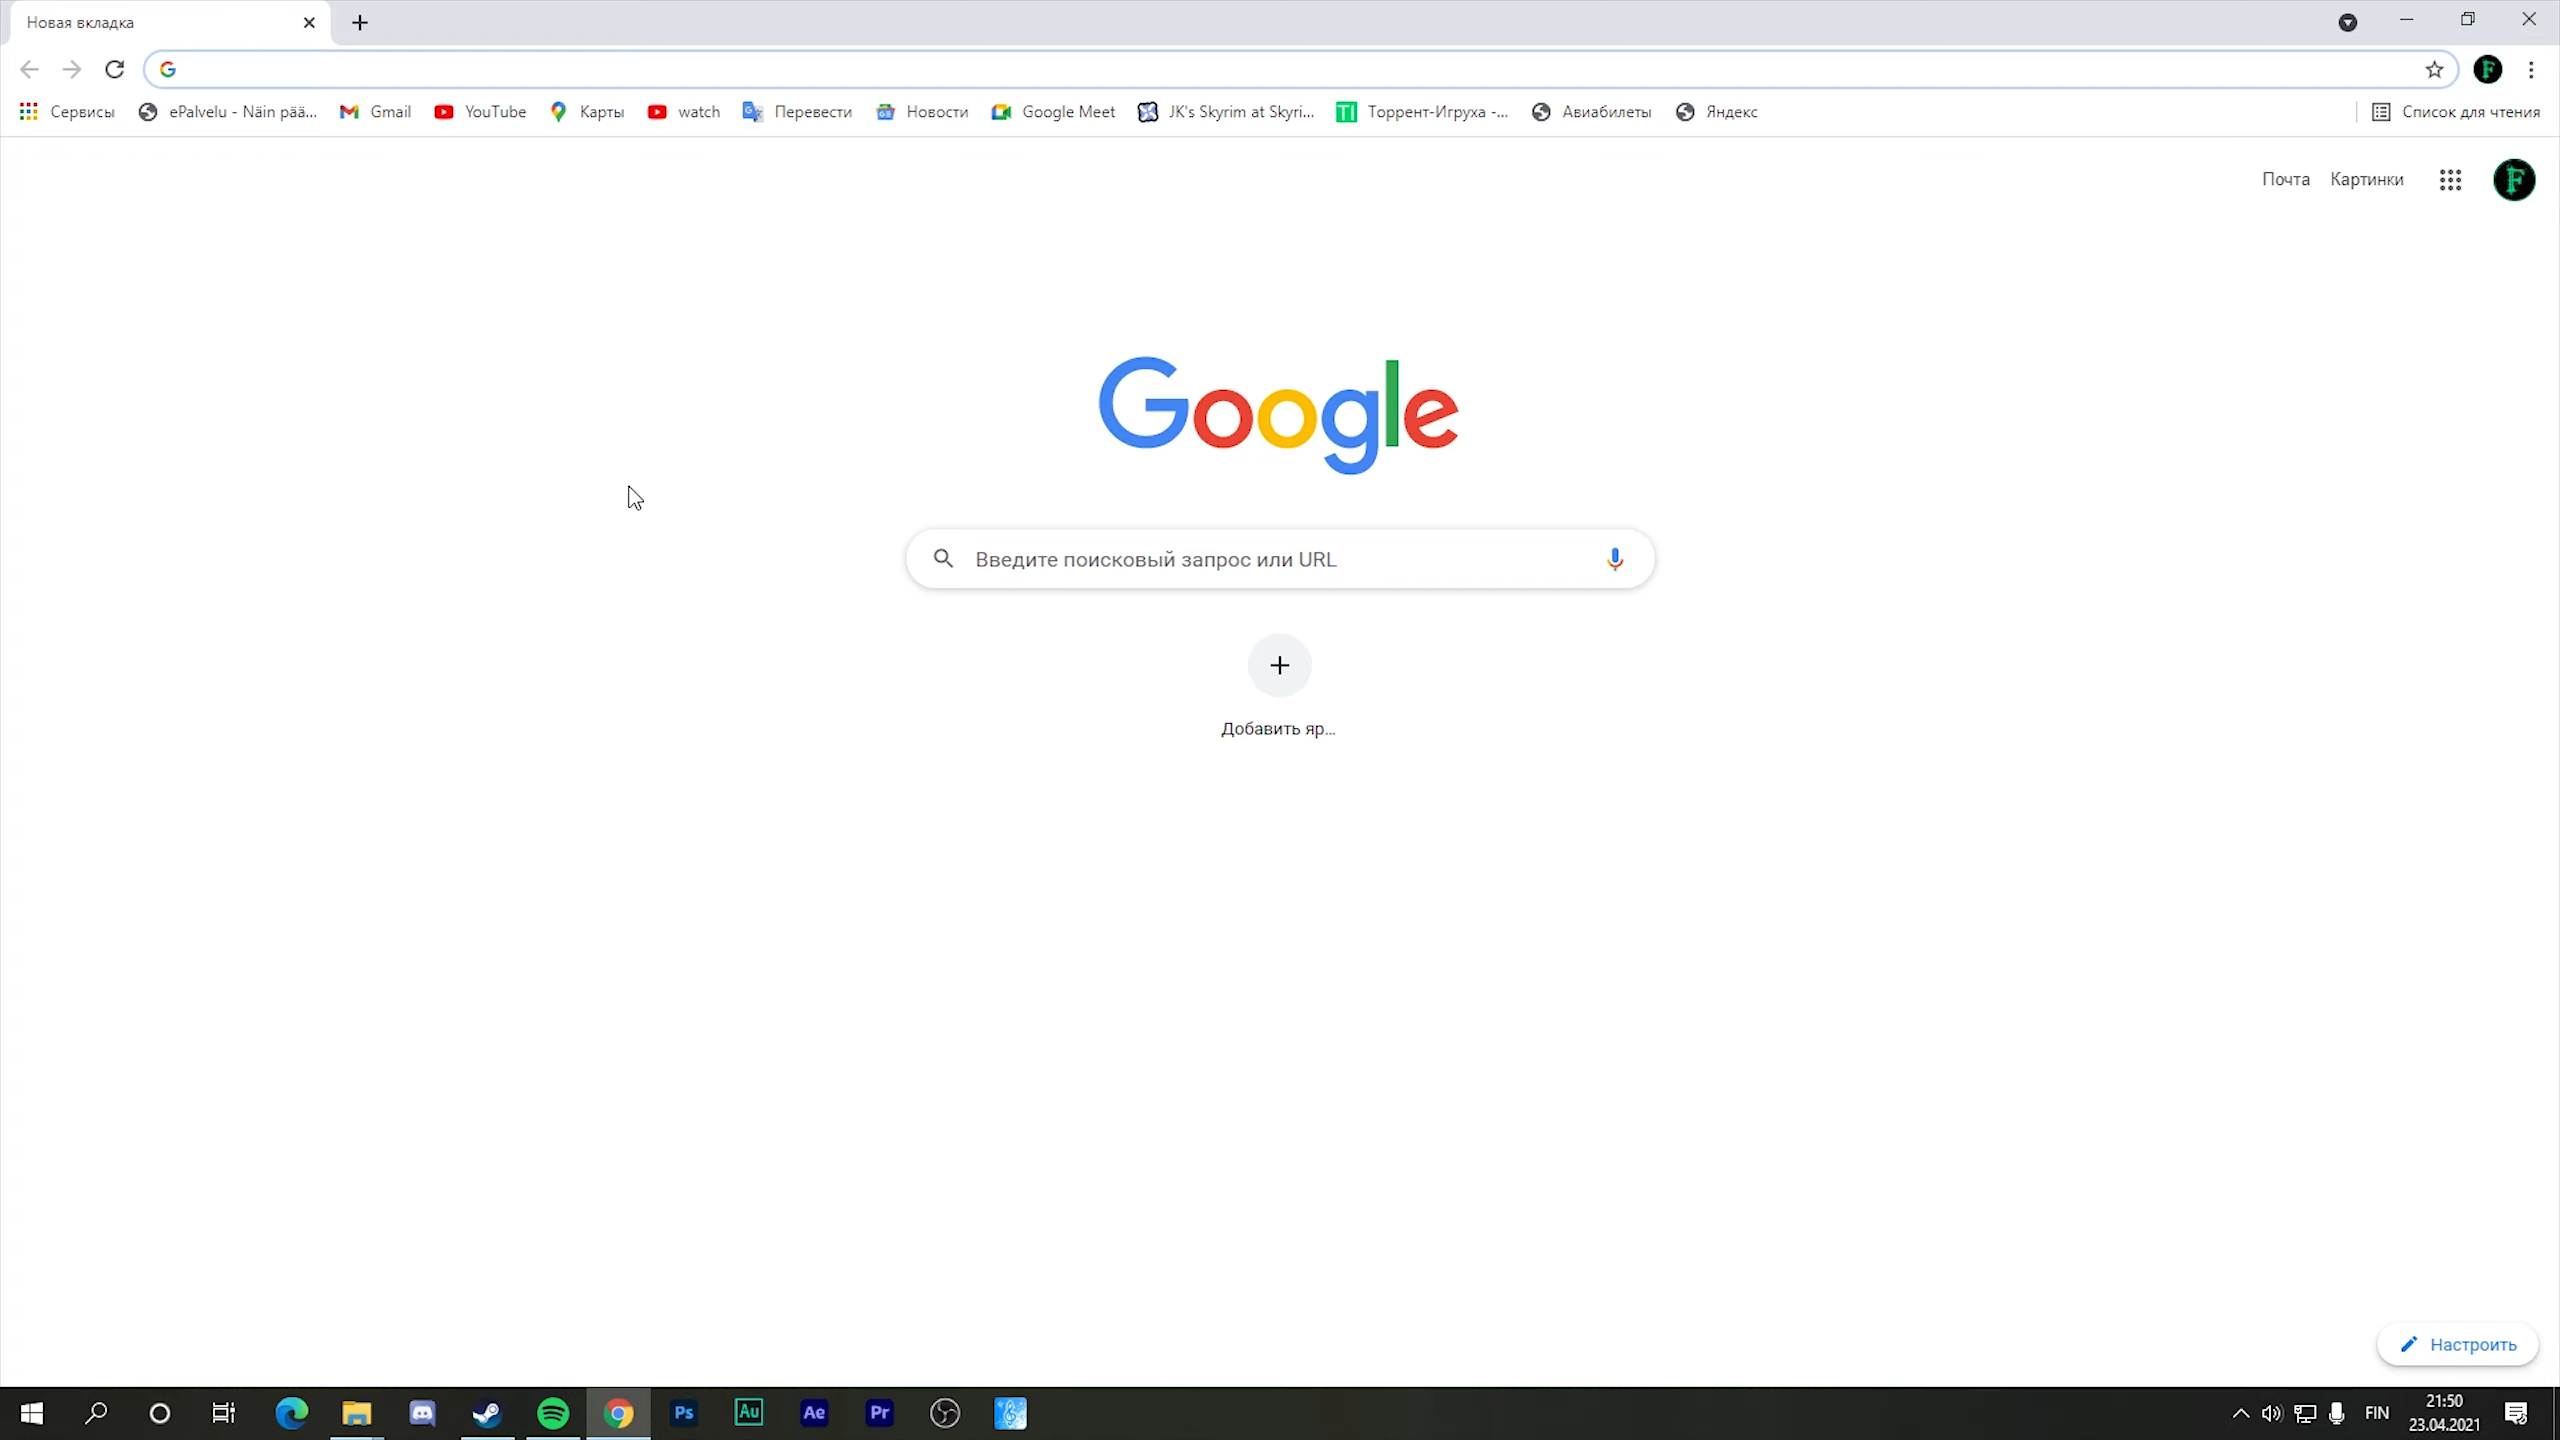 Новая вкладка
Сервисы ePalvelu - Näin pää... Gmail YouTube Карты watch Перевести Новости Google Meet JK's Skyrim at Skyri... Торрент-Игруха -... Авиабилеты Яндекс Список для чтения
Почта Картинки
Google
Введите поисковый запрос или URL
Добавить яр...
Настроить
Ps Au Ae Pr FIN 21:50
23.04.2021